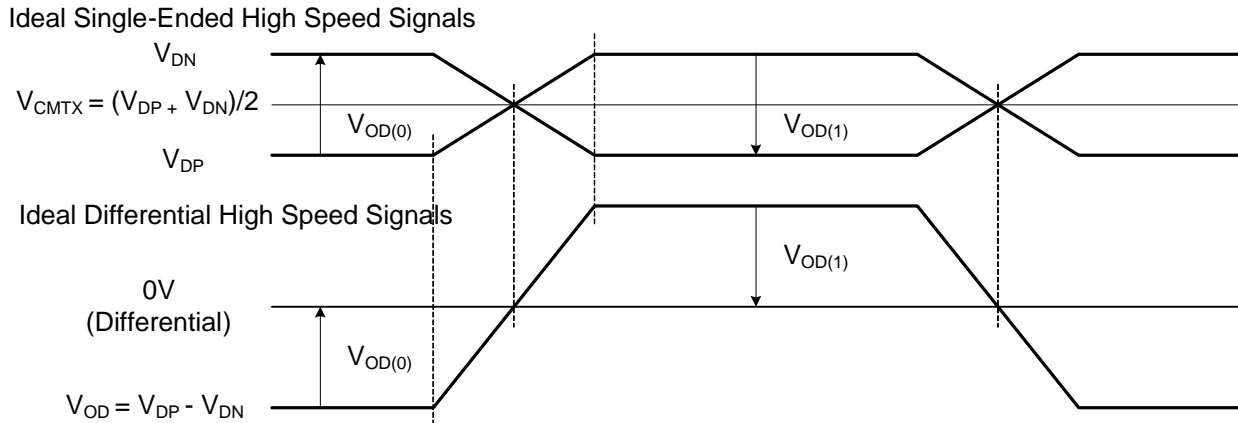 Ideal Single-Ended High Speed Signals
V_DN
V_CMTX = (V_DP + V_DN)/2
V_OD(0)
V_OD(1)
V_DP
Ideal Differential High Speed Signals
V_OD(1)
0V
(Differential)
V_OD(0)
V_OD = V_DP - V_DN